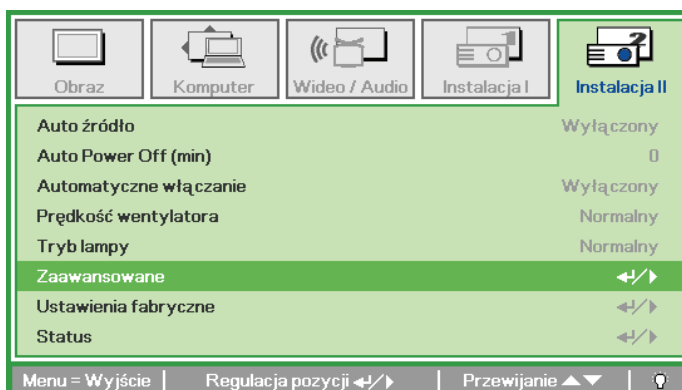 Obraz
Komputer
Wideo / Audio
Instalacja I
Instalacja II
Auto źródło Wyłączony
Auto Power Off (min) 0
Automatyczne włączanie Wyłączony
Prędkość wentylatora Normalny
Tryb lampy Normalny
Zaawansowane
Ustawienia fabryczne
Status
Menu = Wyjście Regulacja pozycji Przewijanie